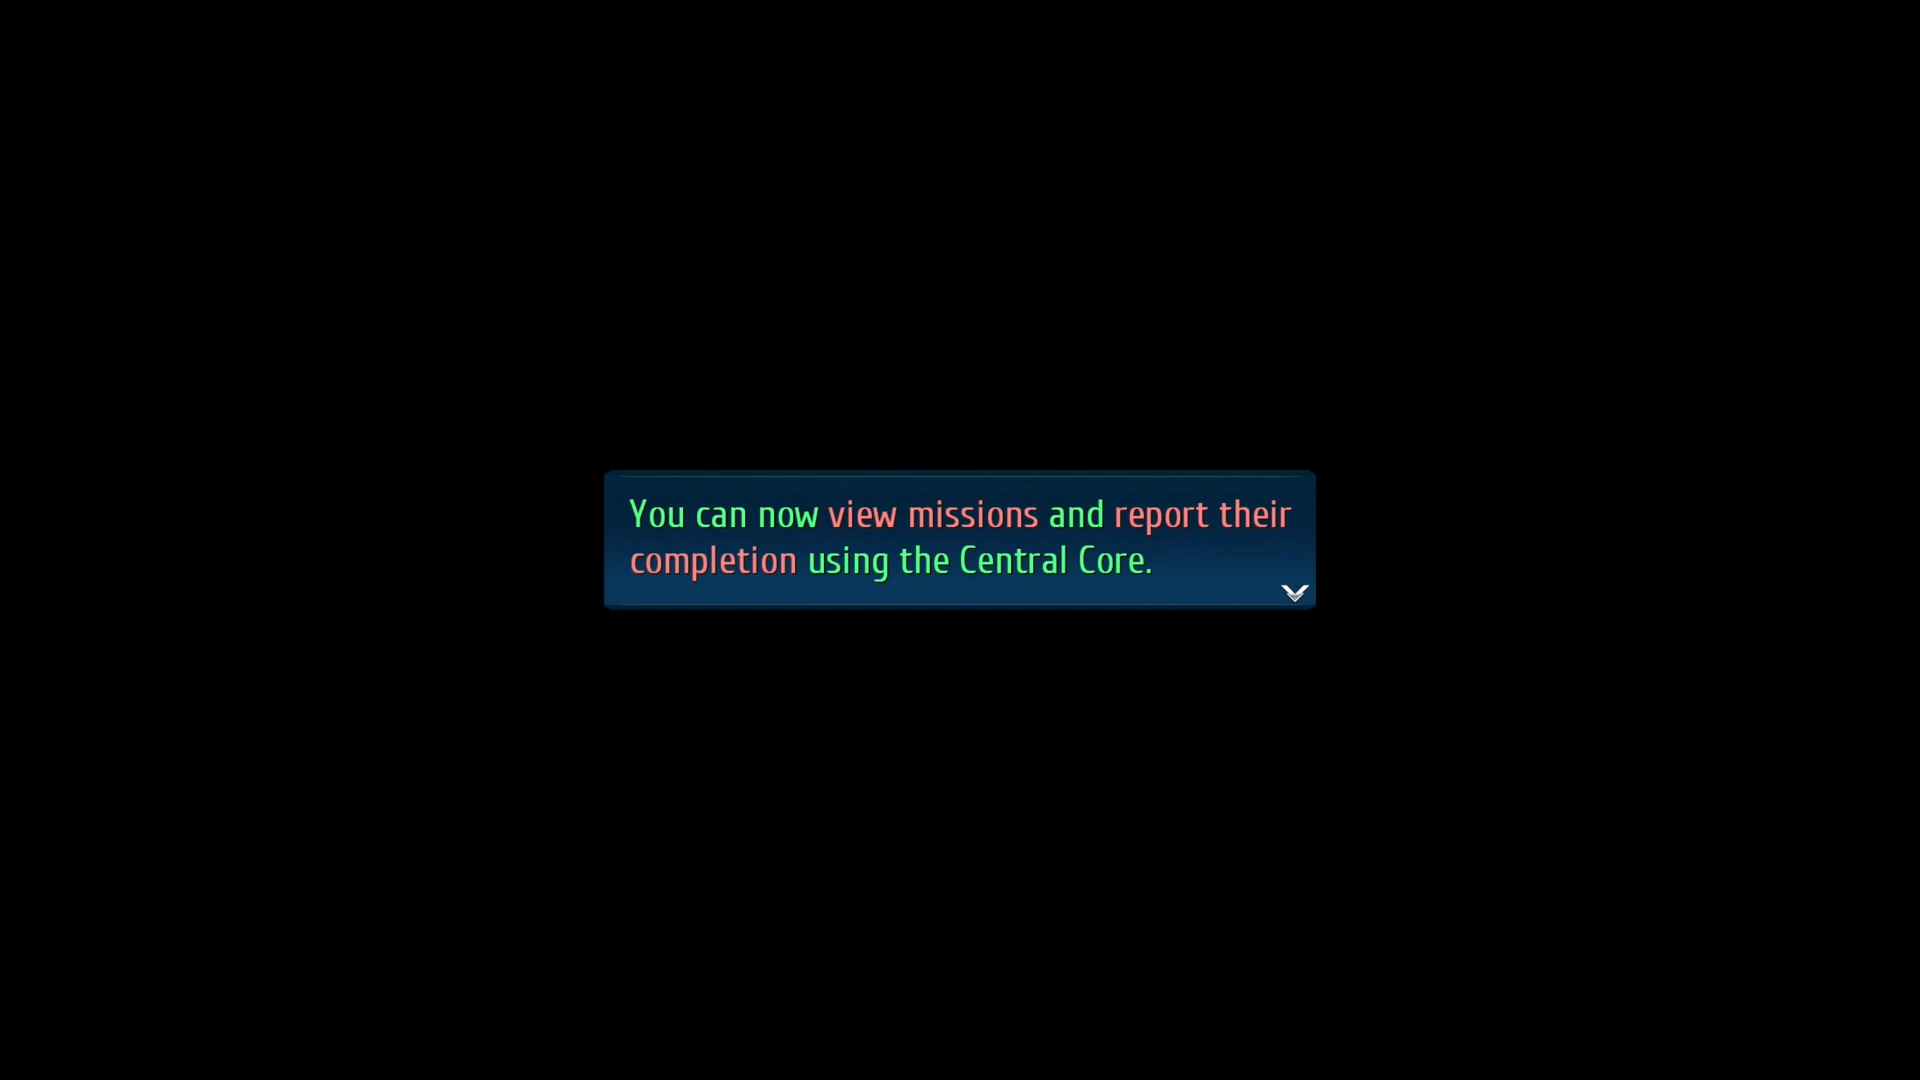 You can now view missions and report their
completion using the Central Core.